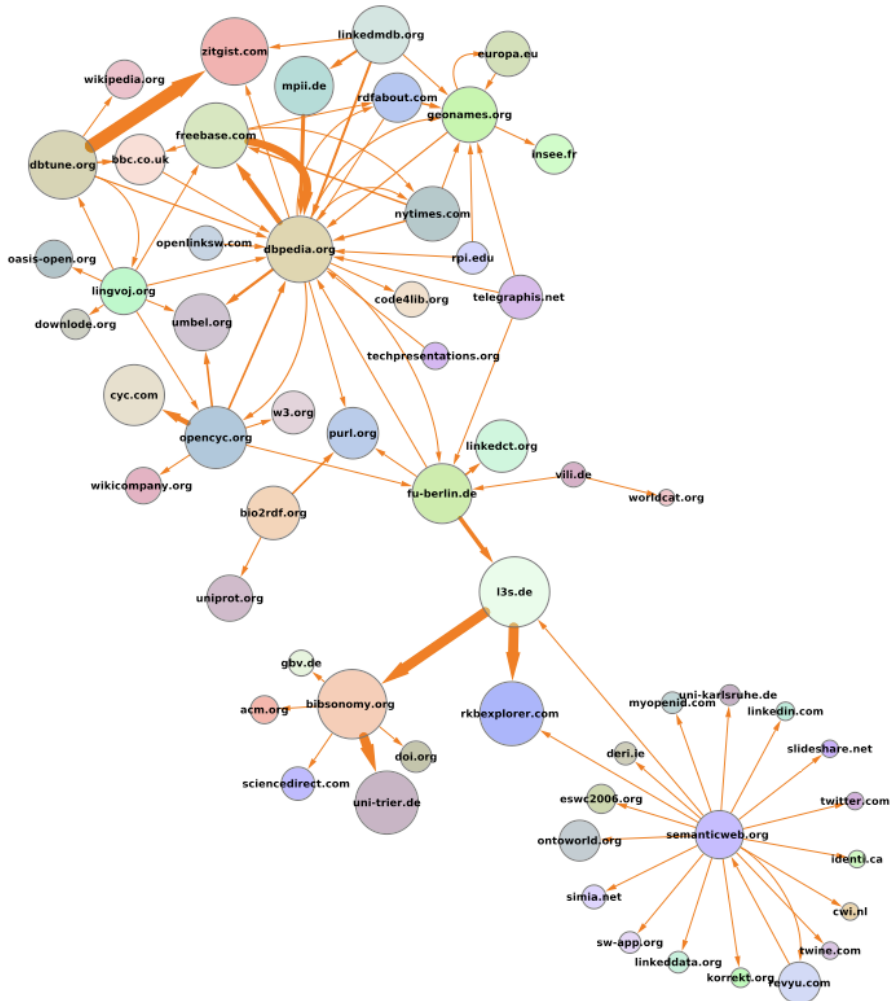 linkedmdb.org
zitgist.com
europa.eu
wikipedia.org
mpii.de
rdfabout.com
geonames.org
freebase.com
insee.fr
dbtune.org
bbc.co.uk
nytimes.com
openlinksw.com
dbpedia.org
oasis-open.org
rpi.edu
lingvoj.org
code4lib.org
telegraphis.net
downlode.org
umbel.org
techpresentations.org
cyc.com
w3.org
opencyc.org
purl.org
linkedct.org
wikicompany.org
fu-berlin.de
vili.de
worldcat.org
bio2rdf.org
uniprot.org
l3s.de
gbv.de
bibsonomy.org
acm.org
rkbexplorer.com
uni-karlsruhe.de
myopenid.com
linkedin.com
doi.org
deri.ie
slideshare.net
sciencedirect.com
uni-trier.de
eswc2006.org
twitter.com
semanticweb.org
ontoworld.org
identi.ca
simia.net
cwi.nl
sw-app.org
twine.com
linkeddata.org
korrekt.org
revyu.com